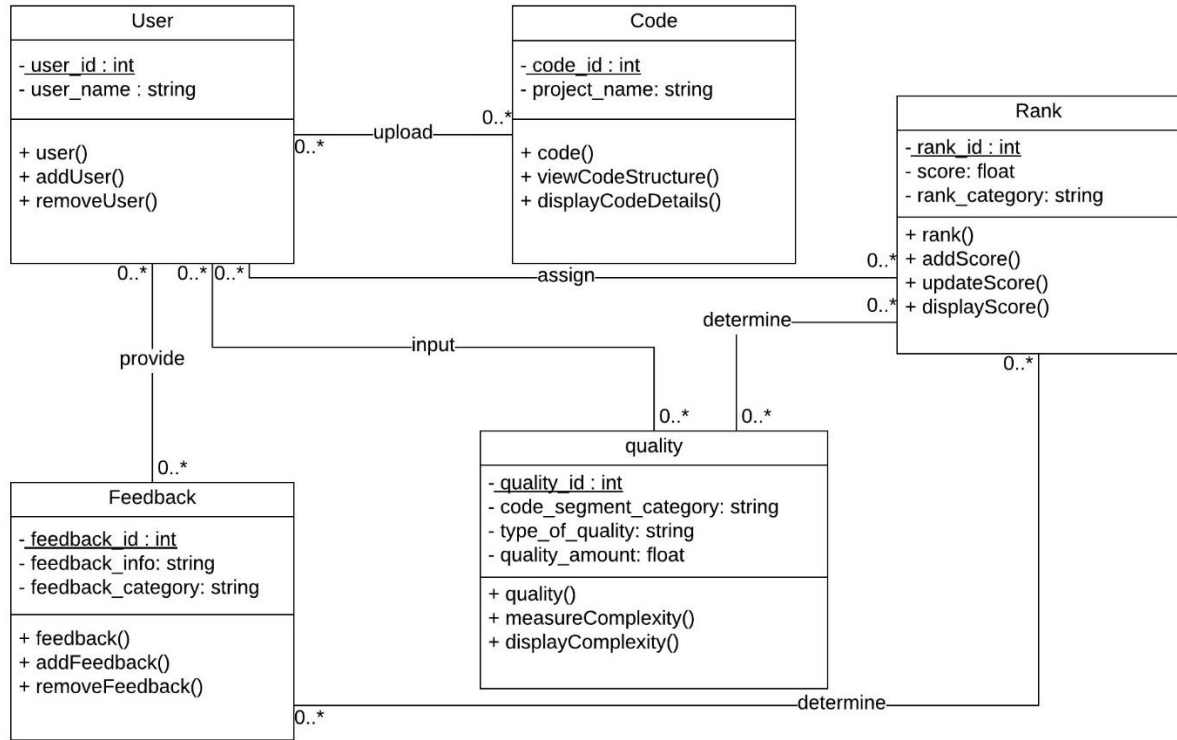 User
- user_id : int
- user_name : string
+ user()
+ addUser()
+ removeUser()
Code
- code_id : int
- project_name: string
+ code()
+ viewCodeStructure()
+ displayCodeDetails()
Rank
- rank_id : int
- score: float
- rank_category: string
+ rank()
+ addScore()
+ updateScore()
+ displayScore()
0..*
upload
0..*
0..*
0..*
0..*
assign
0..*
0..*
determine
input
provide
0..*
0..*
0..*
0..*
quality
- quality_id : int
- code_segment_category: string
- type_of_quality: string
- quality_amount: float
+ quality()
+ measureComplexity()
+ displayComplexity()
Feedback
- feedback_id : int
- feedback_info: string
- feedback_category: string
+ feedback()
+ addFeedback()
+ removeFeedback()
0..*
determine